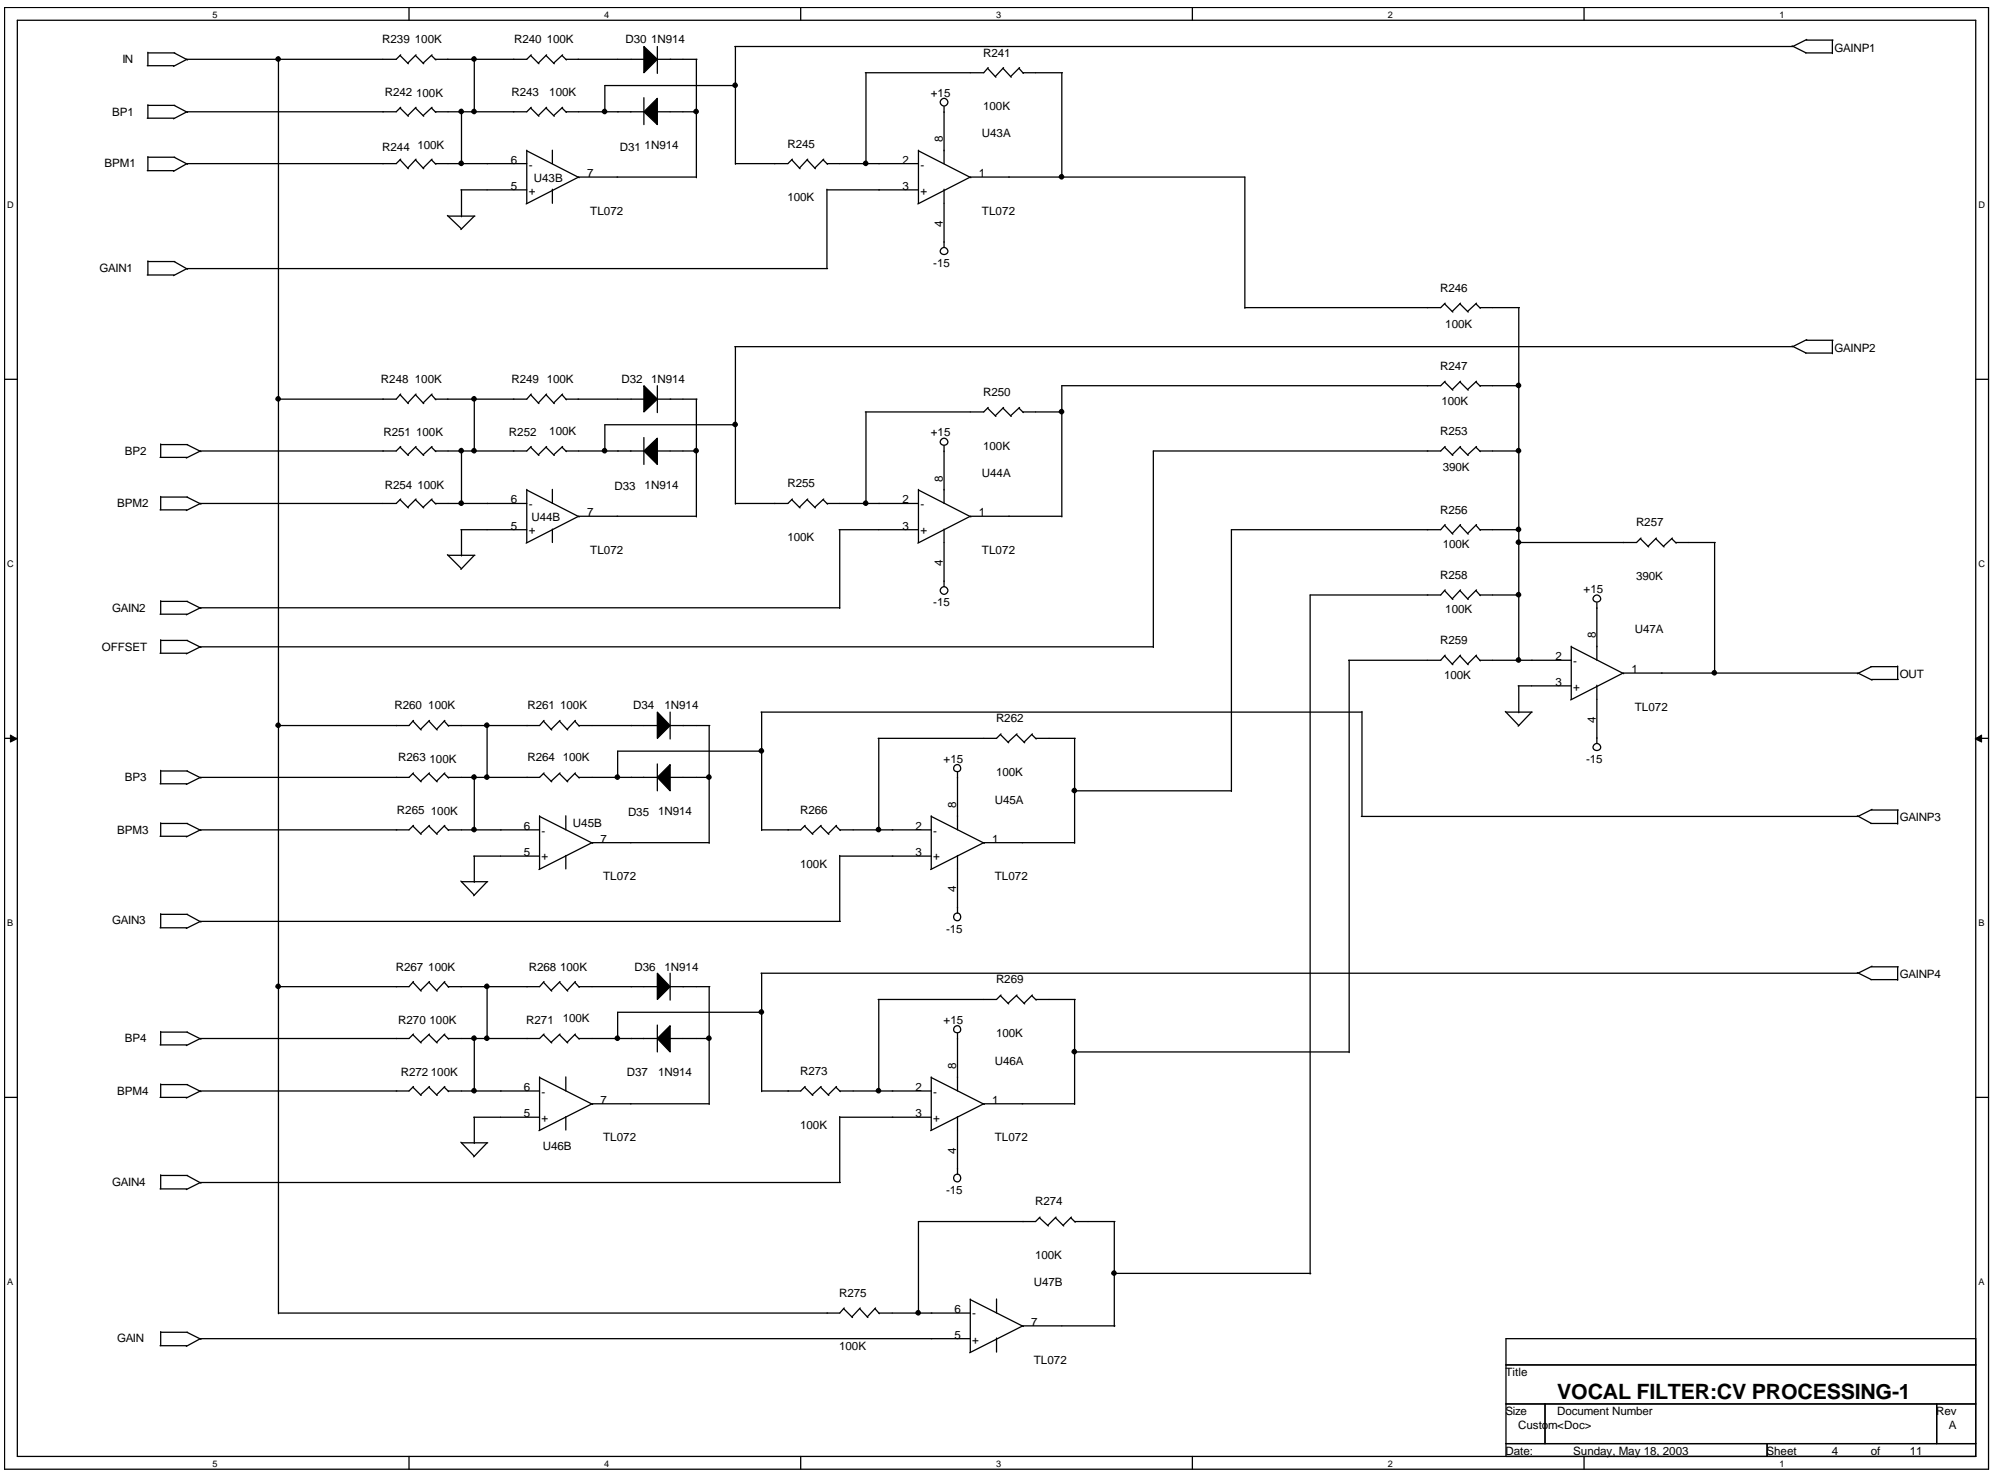 5 4 3 2 1
IN
R239 100K
R240 100K
D30 1N914
GAINP1
R241
100K
BP1
R242 100K
R243 100K
D31 1N914
+15
8
U43A
BPM1
R244 100K
6
-
5
+
U43B
7
TL072
R245
100K
2
-
3
+
1
TL072
4
-15
D
D
GAIN1
R246
100K
GAINP2
R248 100K
R249 100K
D32 1N914
R250
100K
R247
100K
BP2
R251 100K
R252 100K
D33 1N914
+15
8
U44A
R253
390K
BPM2
R254 100K
6
-
5
+
U44B
7
TL072
R255
100K
2
-
3
+
1
TL072
4
-15
R256
100K
R257
390K
C
C
R258
100K
GAIN2
OFFSET
R259
100K
+15
8
U47A
2
-
3
+
1
TL072
4
-15
OUT
R260 100K
R261 100K
D34 1N914
R262
100K
BP3
R263 100K
R264 100K
D35 1N914
+15
8
U45A
BPM3
R265 100K
6
-
5
+
U45B
7
TL072
R266
100K
2
-
3
+
1
TL072
4
-15
GAINP3
GAIN3
B
B
R267 100K
R268 100K
D36 1N914
R269
100K
GAINP4
BP4
R270 100K
R271 100K
D37 1N914
+15
8
U46A
BPM4
R272 100K
6
-
5
+
U46B
7
TL072
R273
100K
2
-
3
+
1
TL072
4
-15
GAIN4
R274
100K
U47B
A
A
R275
100K
6
-
5
+
7
TL072
GAIN
Title
VOCAL FILTER:CV PROCESSING-1
Size Document Number Rev
Custom <Doc> A
Date: Sunday, May 18, 2003 Sheet 4 of 11
5 4 3 2 1